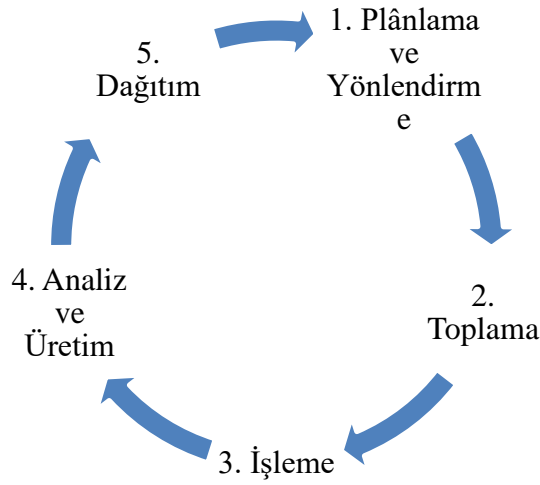 1. Plânlama
ve
Yönlendirm
e
2.
Toplama
3. İşleme
4. Analiz
ve
Üretim
5.
Dağıtım